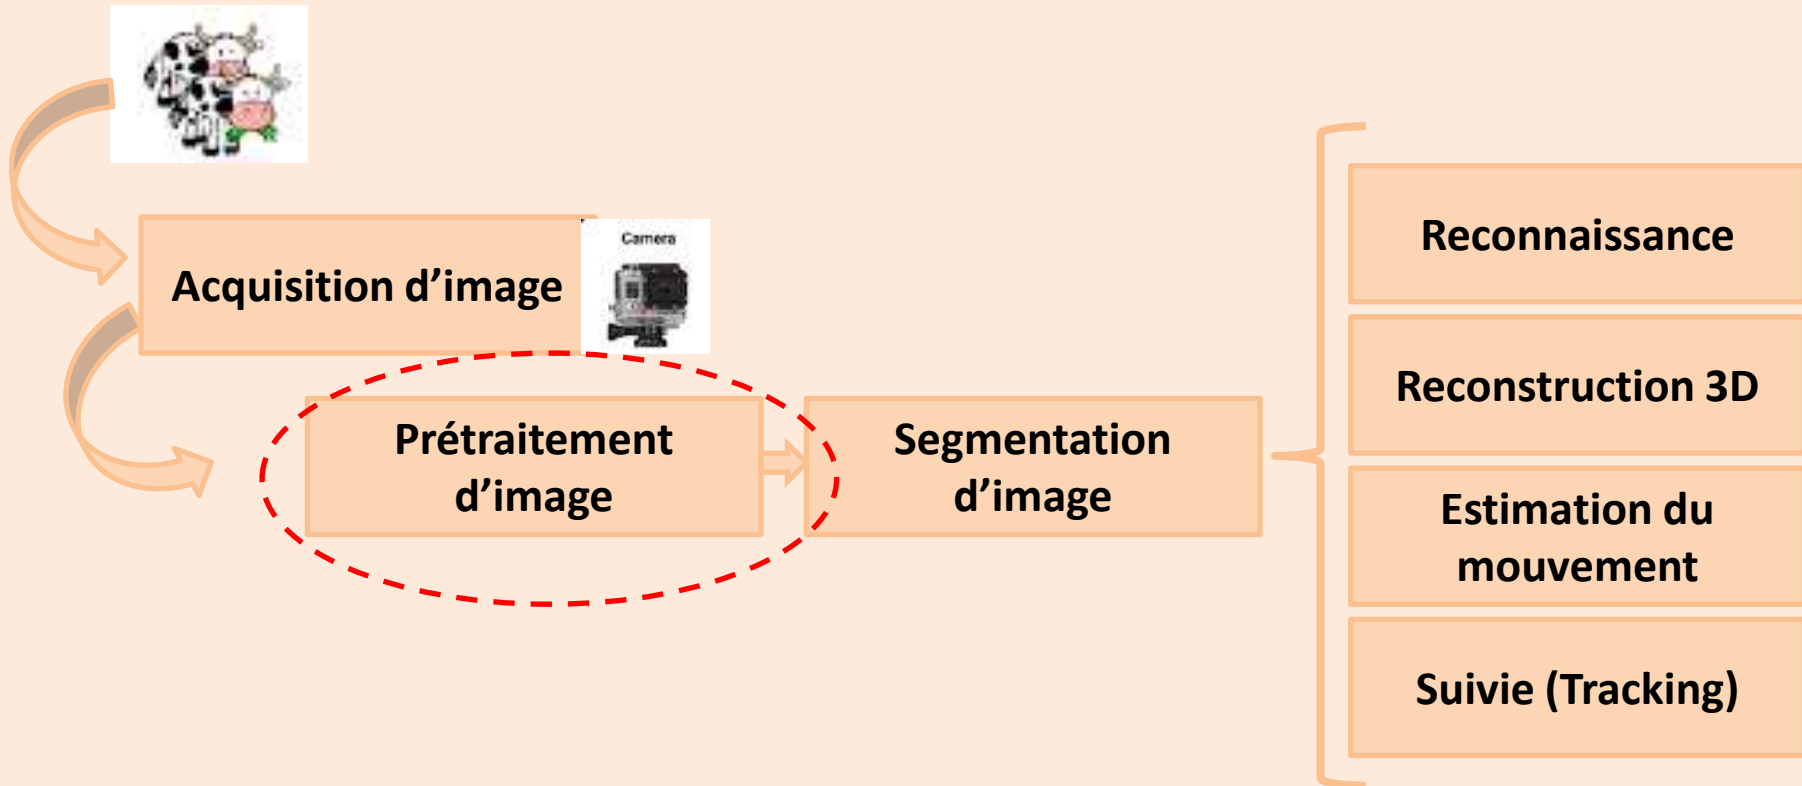 Camera
Acquisition d’image
Prétraitement
d’image
Segmentation
d’image
Reconnaissance
Reconstruction 3D
Estimation du
mouvement
Suivie (Tracking)